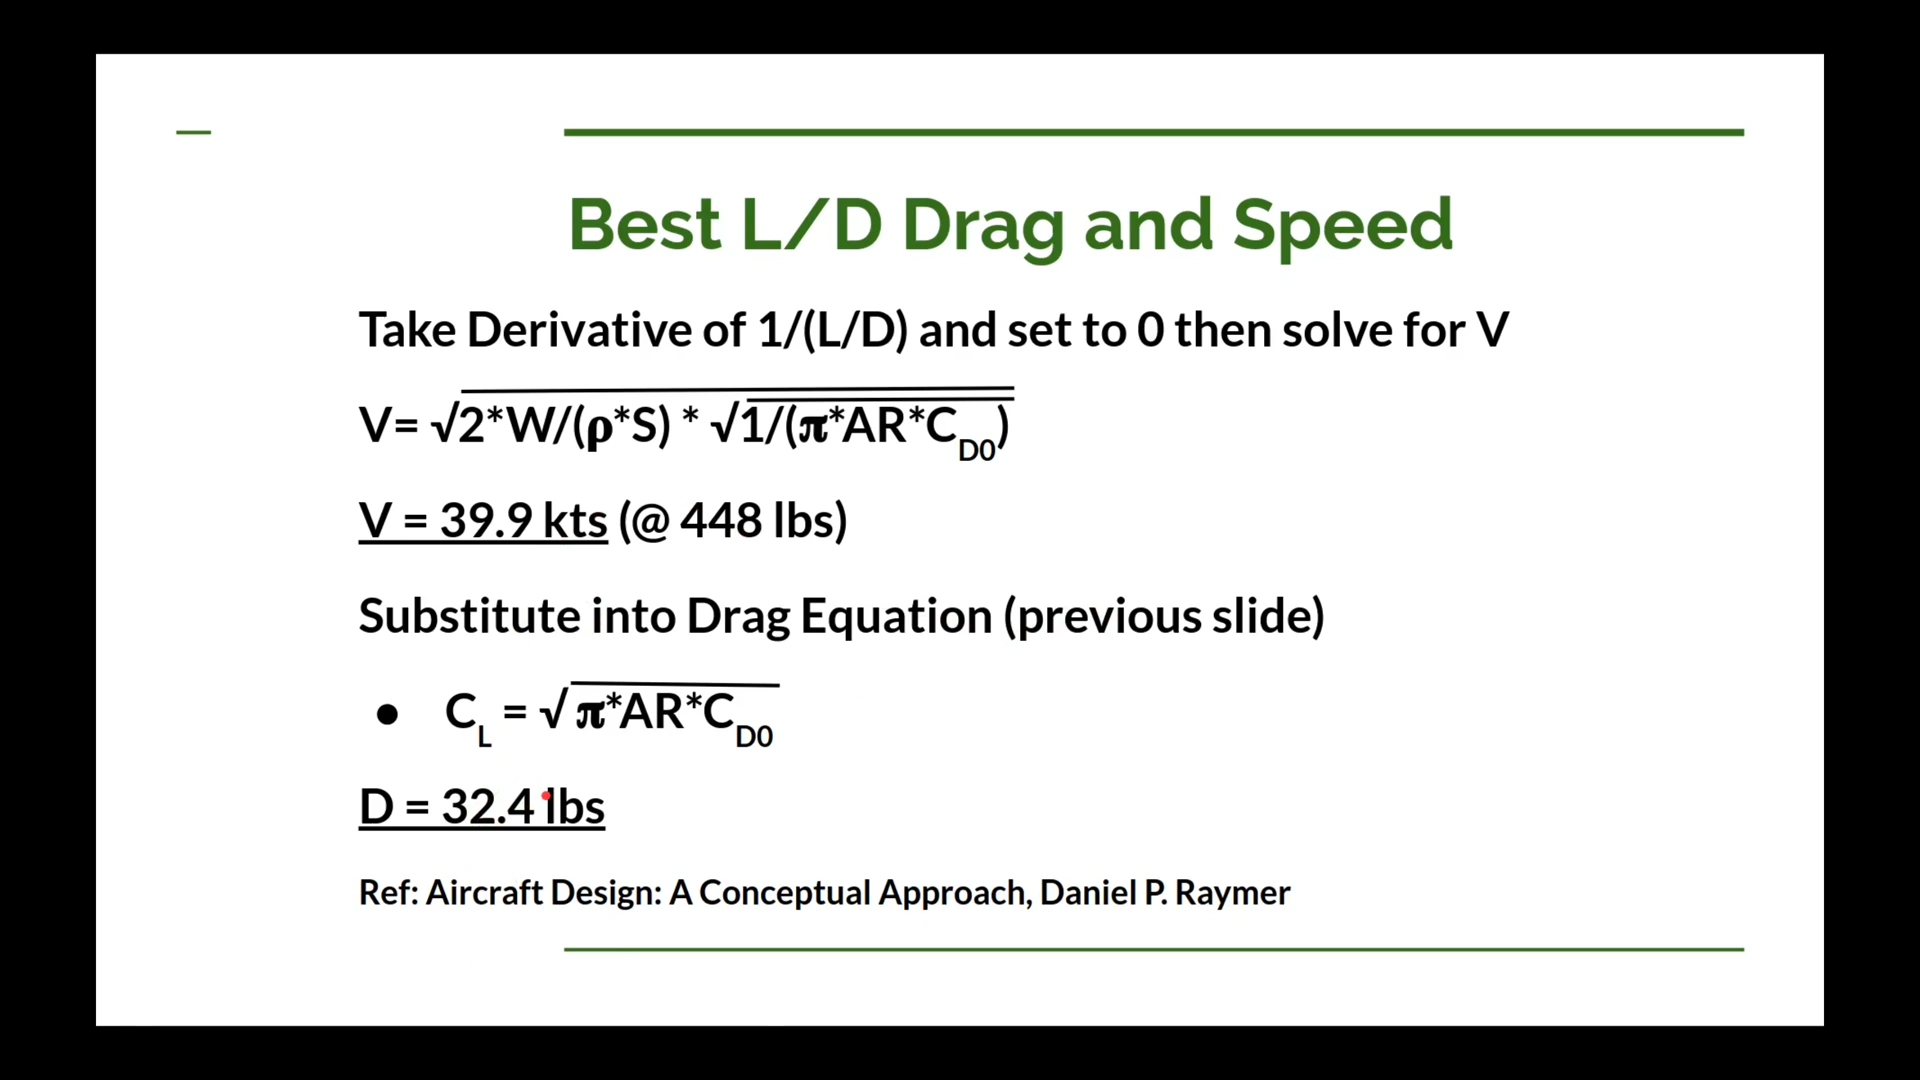 Best L/D Drag and Speed
Take Derivative of 1/(L/D) and set to 0 then solve for V
V= √2*W/(ρ*S) * √1/(π*AR*C_D0)
V = 39.9 kts (@ 448 lbs)
Substitute into Drag Equation (previous slide)
● C_L = √π*AR*C_D0
D = 32.4 lbs
Ref: Aircraft Design: A Conceptual Approach, Daniel P. Raymer